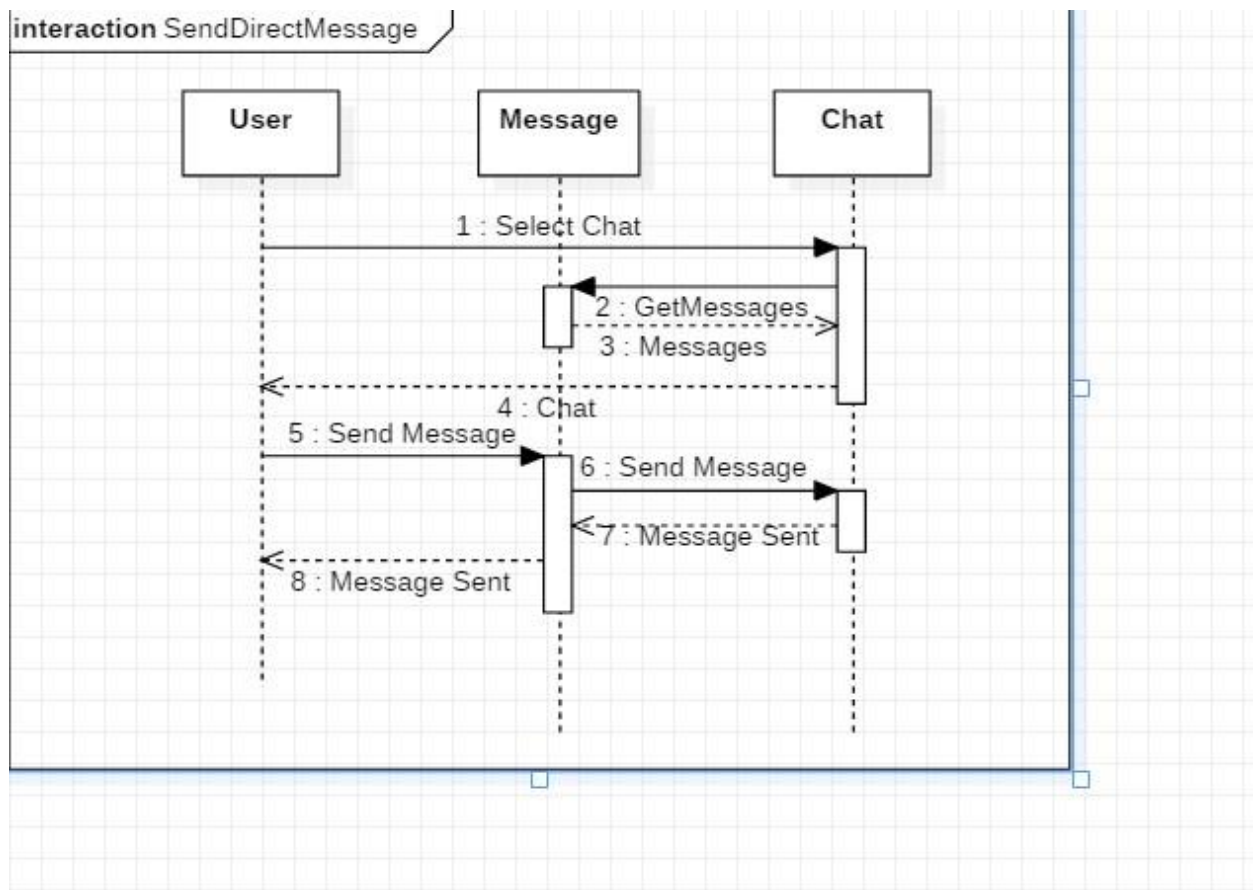 interaction SendDirectMessage
User
Message
Chat
1 : Select Chat
2 : GetMessages
3 : Messages
4 : Chat
5 : Send Message
6 : Send Message
7 : Message Sent
8 : Message Sent